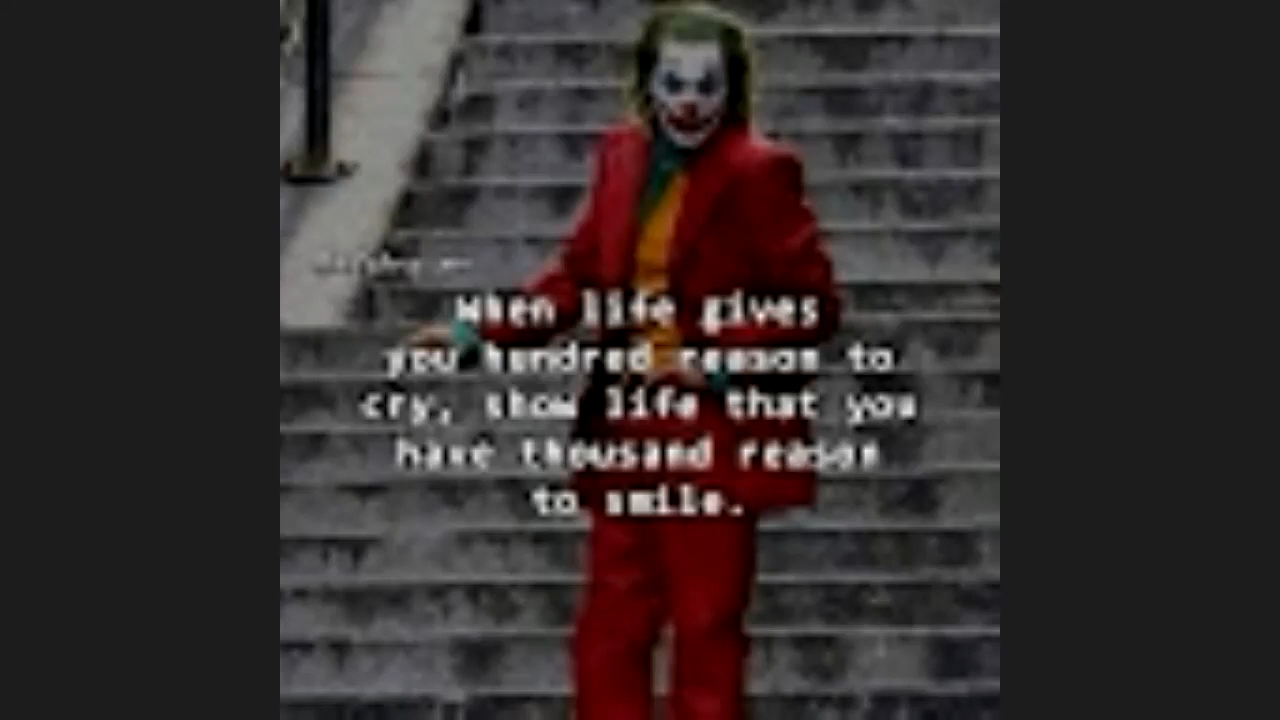 When life gives
you hundred reason to
cry, show life that you
have thousand reason
to smile.